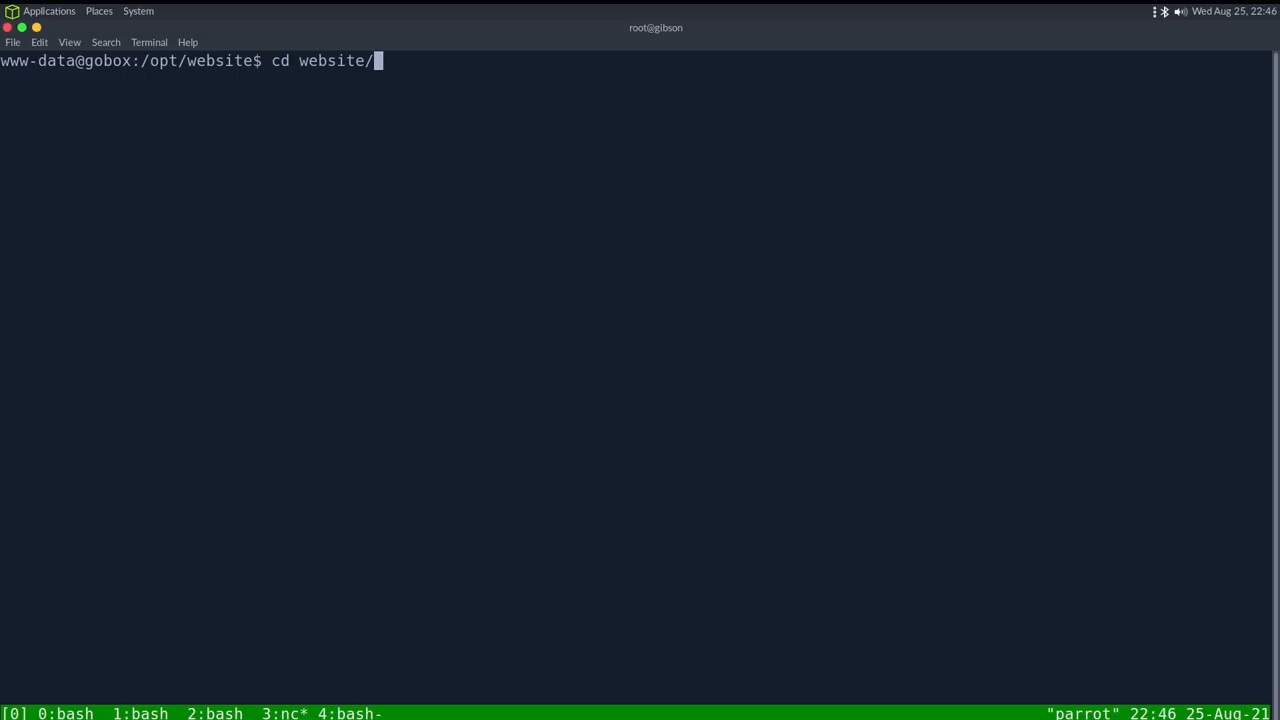 Applications Places System Wed Aug 25, 22:46
root@gibson
File Edit View Search Terminal Help
www-data@gobox:/opt/website$ cd website/
[0] 0:bash 1:bash 2:bash 3:nc* 4:bash- "parrot" 22:46 25-Aug-21